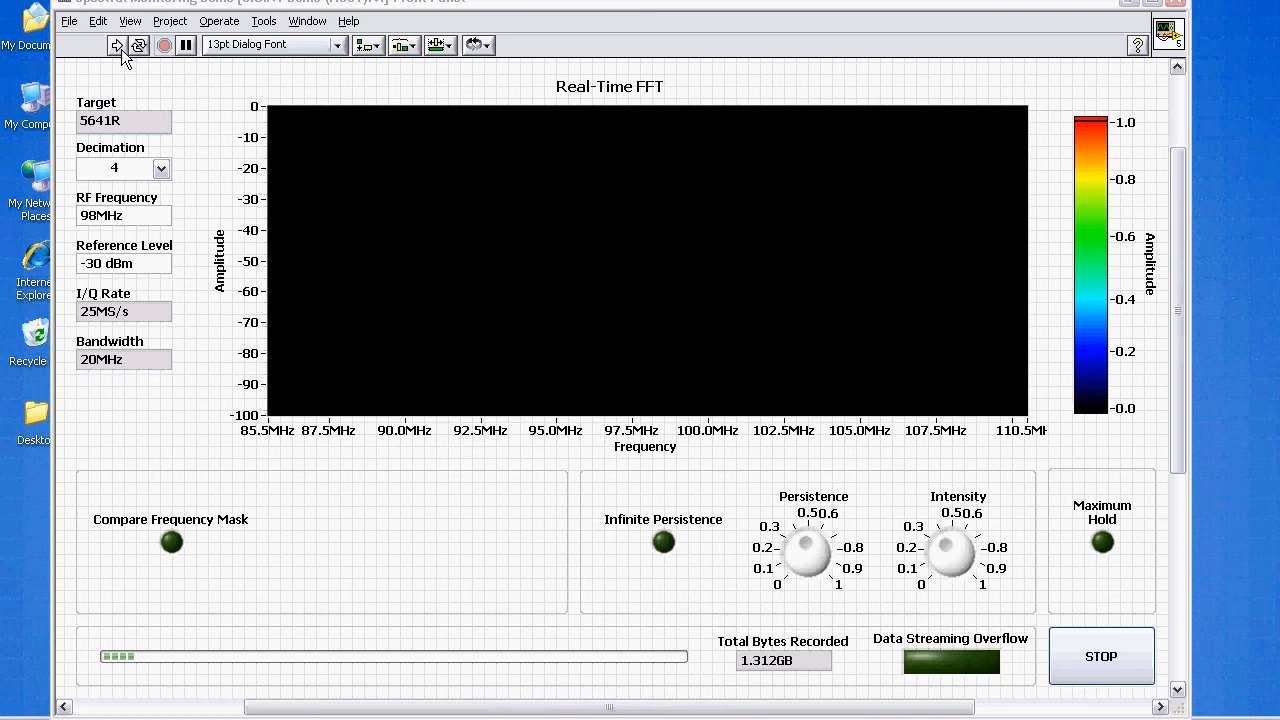 File Edit View Project Operate Tools Window Help
13pt Dialog Font
?
5
My Docum
My Compu
My Netw
Places
Interne
Explore
Recycle
Deskto
Real-Time FFT
Target
5641R
Decimation
4
RF Frequency
98MHz
Reference Level
-30 dBm
I/Q Rate
25MS/s
Bandwidth
20MHz
Amplitude
0
-10
-20
-30
-40
-50
-60
-70
-80
-90
-100
85.5MHz 87.5MHz 90.0MHz 92.5MHz 95.0MHz 97.5MHz 100.0MHz 102.5MHz 105.0MHz 107.5MHz 110.5MH
Frequency
-1.0
-0.8
-0.6
-0.4
-0.2
-0.0
Amplitude
Compare Frequency Mask
Infinite Persistence
Persistence
0 0.1 0.2 0.3 0.5 0.6 0.8 0.9 1
Intensity
0 0.1 0.2 0.3 0.5 0.6 0.8 0.9 1
Maximum
Hold
Total Bytes Recorded
1.312GB
Data Streaming Overflow
STOP